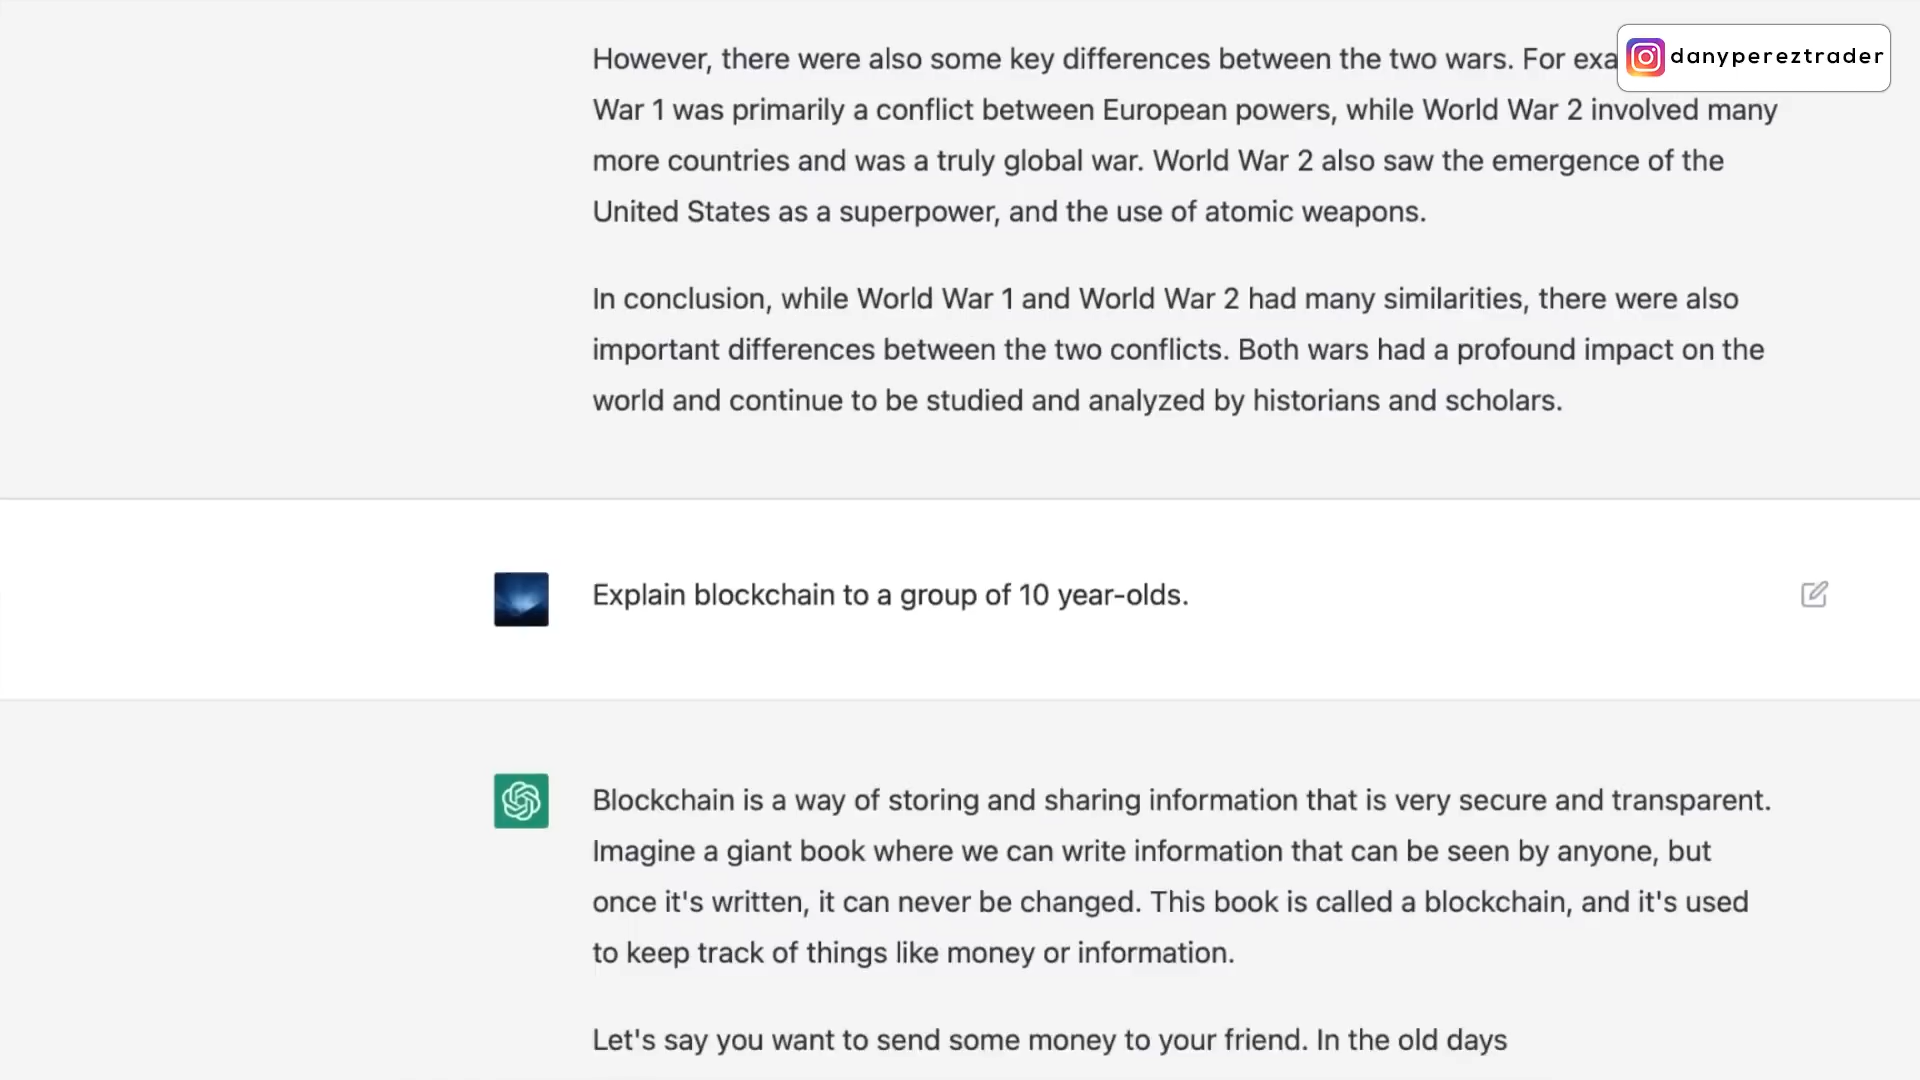 However, there were also some key differences between the two wars. For exa
danypereztrader
War 1 was primarily a conflict between European powers, while World War 2 involved many
more countries and was a truly global war. World War 2 also saw the emergence of the
United States as a superpower, and the use of atomic weapons.
In conclusion, while World War 1 and World War 2 had many similarities, there were also
important differences between the two conflicts. Both wars had a profound impact on the
world and continue to be studied and analyzed by historians and scholars.
Explain blockchain to a group of 10 year-olds.
Blockchain is a way of storing and sharing information that is very secure and transparent.
Imagine a giant book where we can write information that can be seen by anyone, but
once it's written, it can never be changed. This book is called a blockchain, and it's used
to keep track of things like money or information.
Let's say you want to send some money to your friend. In the old days